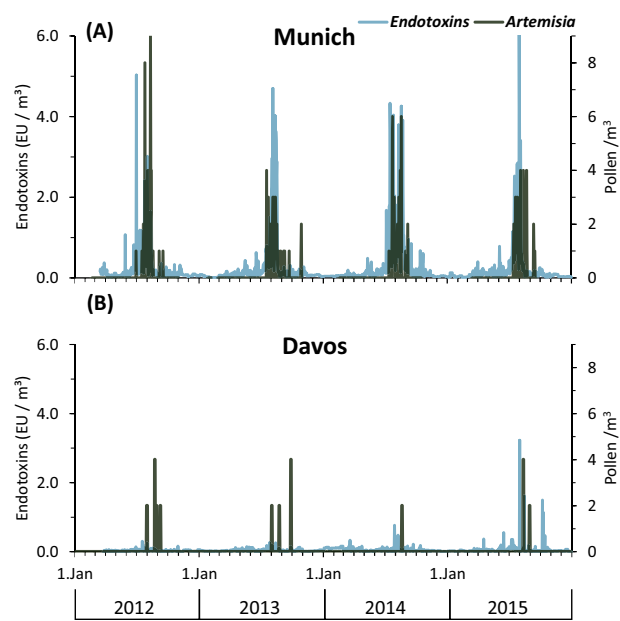 (A)
Munich
Endotoxins Artemisia
6.0
4.0
2.0
0.0
Endotoxins (EU / m³)
8
6
4
2
0
Pollen /m³
(B)
Davos
6.0
4.0
2.0
0.0
Endotoxins (EU / m³)
8
6
4
2
0
Pollen /m³
1.Jan 1.Jan 1.Jan 1.Jan
2012 2013 2014 2015